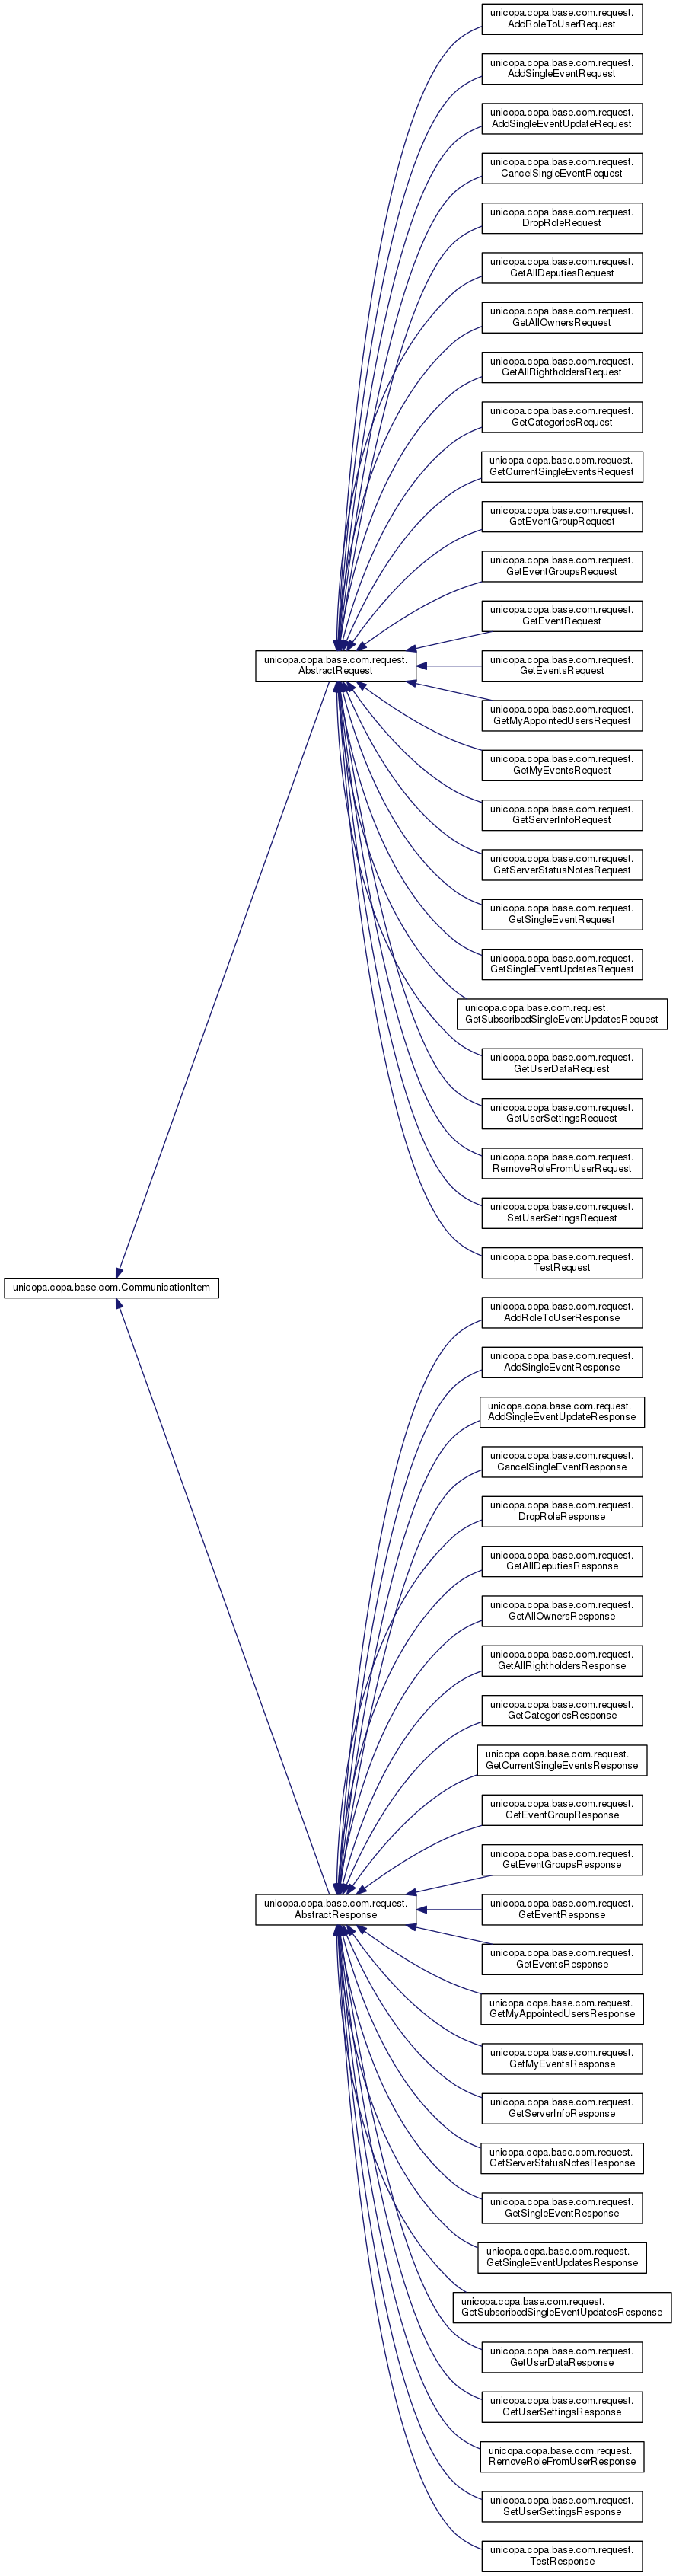 unicopa.copa.base.com.request.
AddRoleToUserRequest
unicopa.copa.base.com.request.
AddSingleEventRequest
unicopa.copa.base.com.request.
AddSingleEventUpdateRequest
unicopa.copa.base.com.request.
CancelSingleEventRequest
unicopa.copa.base.com.request.
DropRoleRequest
unicopa.copa.base.com.request.
GetAllDeputiesRequest
unicopa.copa.base.com.request.
GetAllOwnersRequest
unicopa.copa.base.com.request.
GetAllRightholdersRequest
unicopa.copa.base.com.request.
GetCategoriesRequest
unicopa.copa.base.com.request.
GetCurrentSingleEventsRequest
unicopa.copa.base.com.request.
GetEventGroupRequest
unicopa.copa.base.com.request.
GetEventGroupsRequest
unicopa.copa.base.com.request.
GetEventRequest
unicopa.copa.base.com.request.
AbstractRequest
unicopa.copa.base.com.request.
GetEventsRequest
unicopa.copa.base.com.request.
GetMyAppointedUsersRequest
unicopa.copa.base.com.request.
GetMyEventsRequest
unicopa.copa.base.com.request.
GetServerInfoRequest
unicopa.copa.base.com.request.
GetServerStatusNotesRequest
unicopa.copa.base.com.request.
GetSingleEventRequest
unicopa.copa.base.com.request.
GetSingleEventUpdatesRequest
unicopa.copa.base.com.request.
GetSubscribedSingleEventUpdatesRequest
unicopa.copa.base.com.request.
GetUserDataRequest
unicopa.copa.base.com.request.
GetUserSettingsRequest
unicopa.copa.base.com.request.
RemoveRoleFromUserRequest
unicopa.copa.base.com.request.
SetUserSettingsRequest
unicopa.copa.base.com.request.
TestRequest
unicopa.copa.base.com.CommunicationItem
unicopa.copa.base.com.request.
AddRoleToUserResponse
unicopa.copa.base.com.request.
AddSingleEventResponse
unicopa.copa.base.com.request.
AddSingleEventUpdateResponse
unicopa.copa.base.com.request.
CancelSingleEventResponse
unicopa.copa.base.com.request.
DropRoleResponse
unicopa.copa.base.com.request.
GetAllDeputiesResponse
unicopa.copa.base.com.request.
GetAllOwnersResponse
unicopa.copa.base.com.request.
GetAllRightholdersResponse
unicopa.copa.base.com.request.
GetCategoriesResponse
unicopa.copa.base.com.request.
GetCurrentSingleEventsResponse
unicopa.copa.base.com.request.
GetEventGroupResponse
unicopa.copa.base.com.request.
GetEventGroupsResponse
unicopa.copa.base.com.request.
AbstractResponse
unicopa.copa.base.com.request.
GetEventResponse
unicopa.copa.base.com.request.
GetEventsResponse
unicopa.copa.base.com.request.
GetMyAppointedUsersResponse
unicopa.copa.base.com.request.
GetMyEventsResponse
unicopa.copa.base.com.request.
GetServerInfoResponse
unicopa.copa.base.com.request.
GetServerStatusNotesResponse
unicopa.copa.base.com.request.
GetSingleEventResponse
unicopa.copa.base.com.request.
GetSingleEventUpdatesResponse
unicopa.copa.base.com.request.
GetSubscribedSingleEventUpdatesResponse
unicopa.copa.base.com.request.
GetUserDataResponse
unicopa.copa.base.com.request.
GetUserSettingsResponse
unicopa.copa.base.com.request.
RemoveRoleFromUserResponse
unicopa.copa.base.com.request.
SetUserSettingsResponse
unicopa.copa.base.com.request.
TestResponse